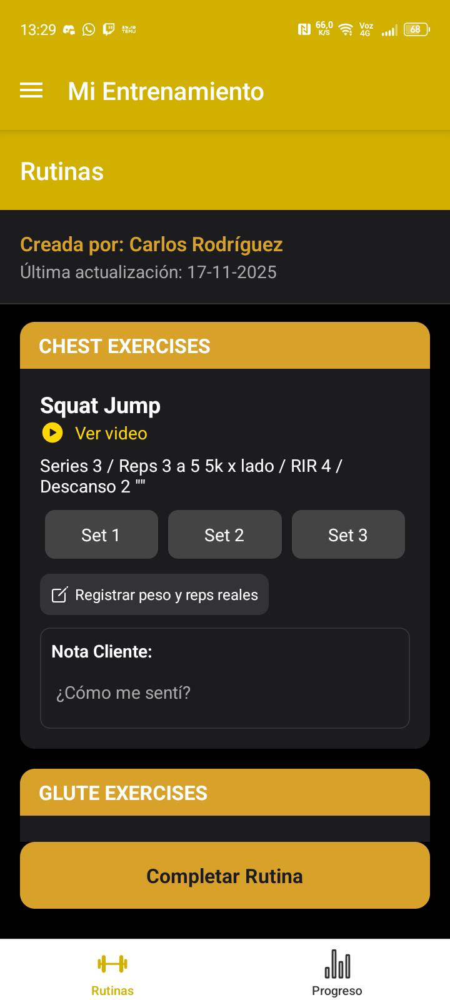 13:29
66,0
K/S
Voz
4G
68
Mi Entrenamiento
Rutinas
Creada por: Carlos Rodríguez
Última actualización: 17-11-2025
CHEST EXERCISES
Squat Jump
Ver video
Series 3 / Reps 3 a 5 5k x lado / RIR 4 /
Descanso 2 ""
Set 1
Set 2
Set 3
Registrar peso y reps reales
Nota Cliente:
¿Cómo me sentí?
GLUTE EXERCISES
Completar Rutina
Rutinas
Progreso